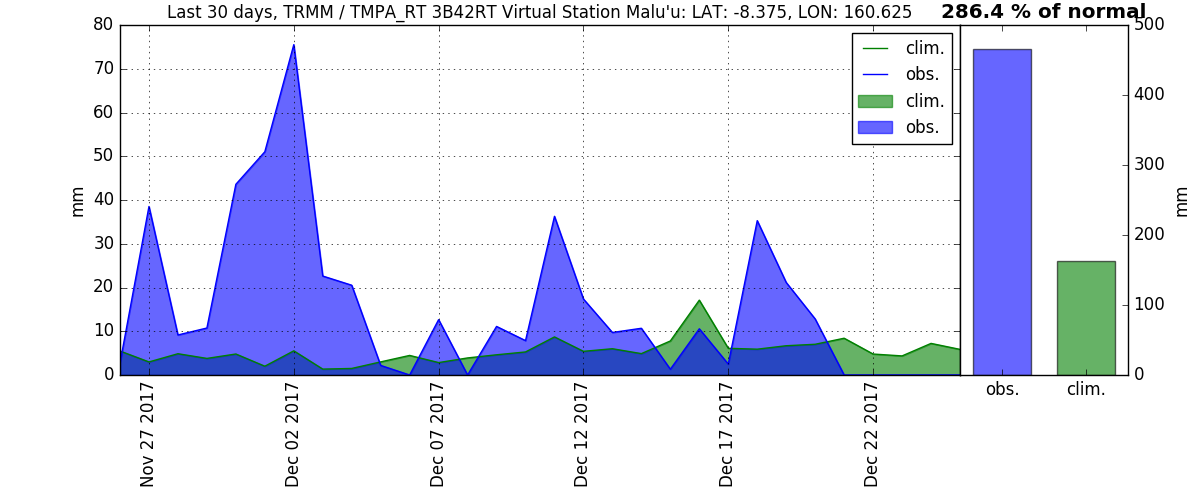 Last 30 days, TRMM / TMPA_RT 3B42RT Virtual Station Malu'u: LAT: -8.375, LON: 160.625
286.4 % of normal
80
70
60
50
40
30
20
10
0
mm
clim.
obs.
clim.
obs.
500
400
300
200
100
0
mm
Nov 27 2017
Dec 02 2017
Dec 07 2017
Dec 12 2017
Dec 17 2017
Dec 22 2017
obs.
clim.